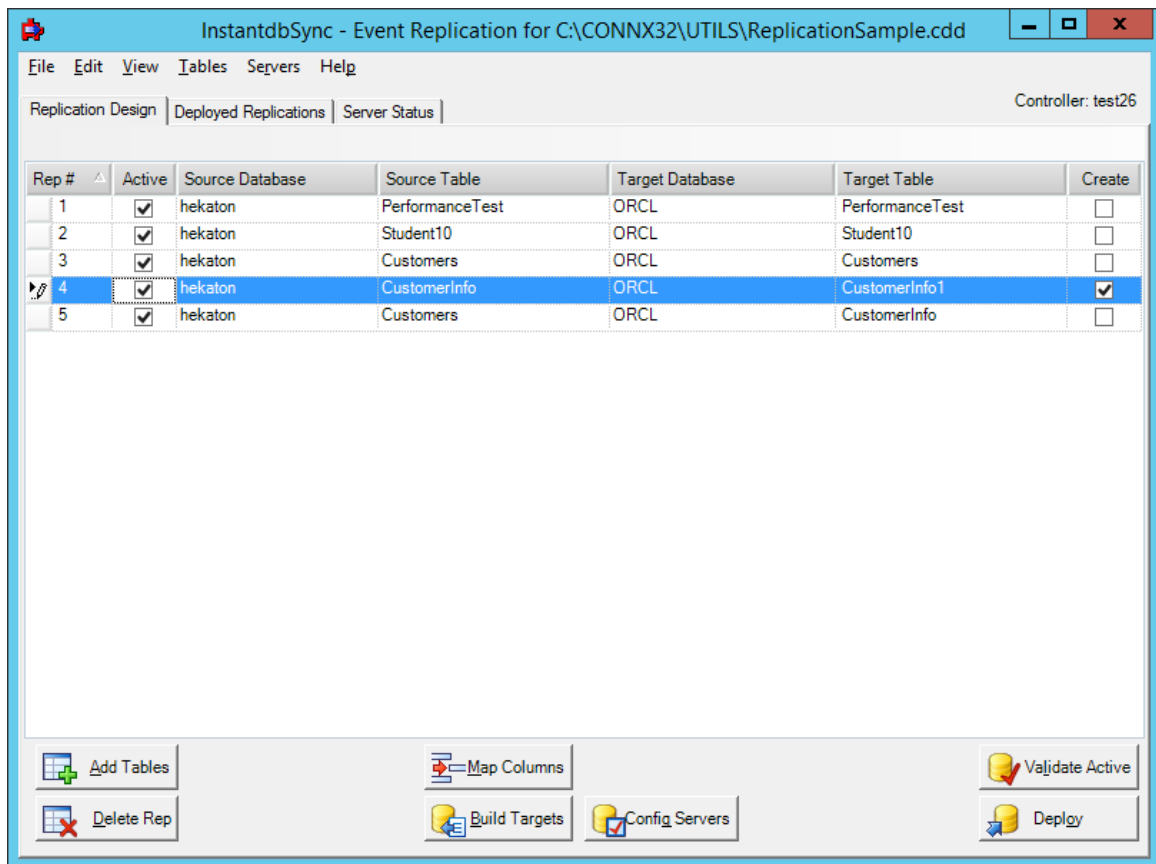 InstantdbSync - Event Replication for C:\CONNX32\UTILS\ReplicationSample.cdd
File Edit View Tables Servers Help
Controller: test26
Replication Design Deployed Replications Server Status
Rep # Active Source Database Source Table Target Database Target Table Create
1 hekaton PerformanceTest ORCL PerformanceTest
2 hekaton Student10 ORCL Student10
3 hekaton Customers ORCL Customers
4 hekaton CustomerInfo ORCL CustomerInfo1
5 hekaton Customers ORCL CustomerInfo
Add Tables Map Columns Validate Active
Delete Rep Build Targets Config Servers Deploy